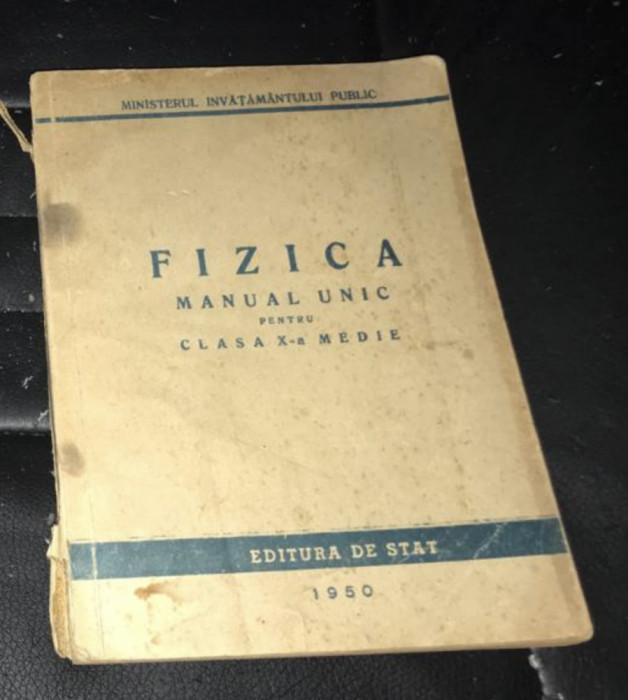 MINISTERUL INVĂȚĂMÂNTULUI PUBLIC
FIZICA
MANUAL UNIC
PENTRU
CLASA X-a MEDIE
EDITURA DE STAT
1950